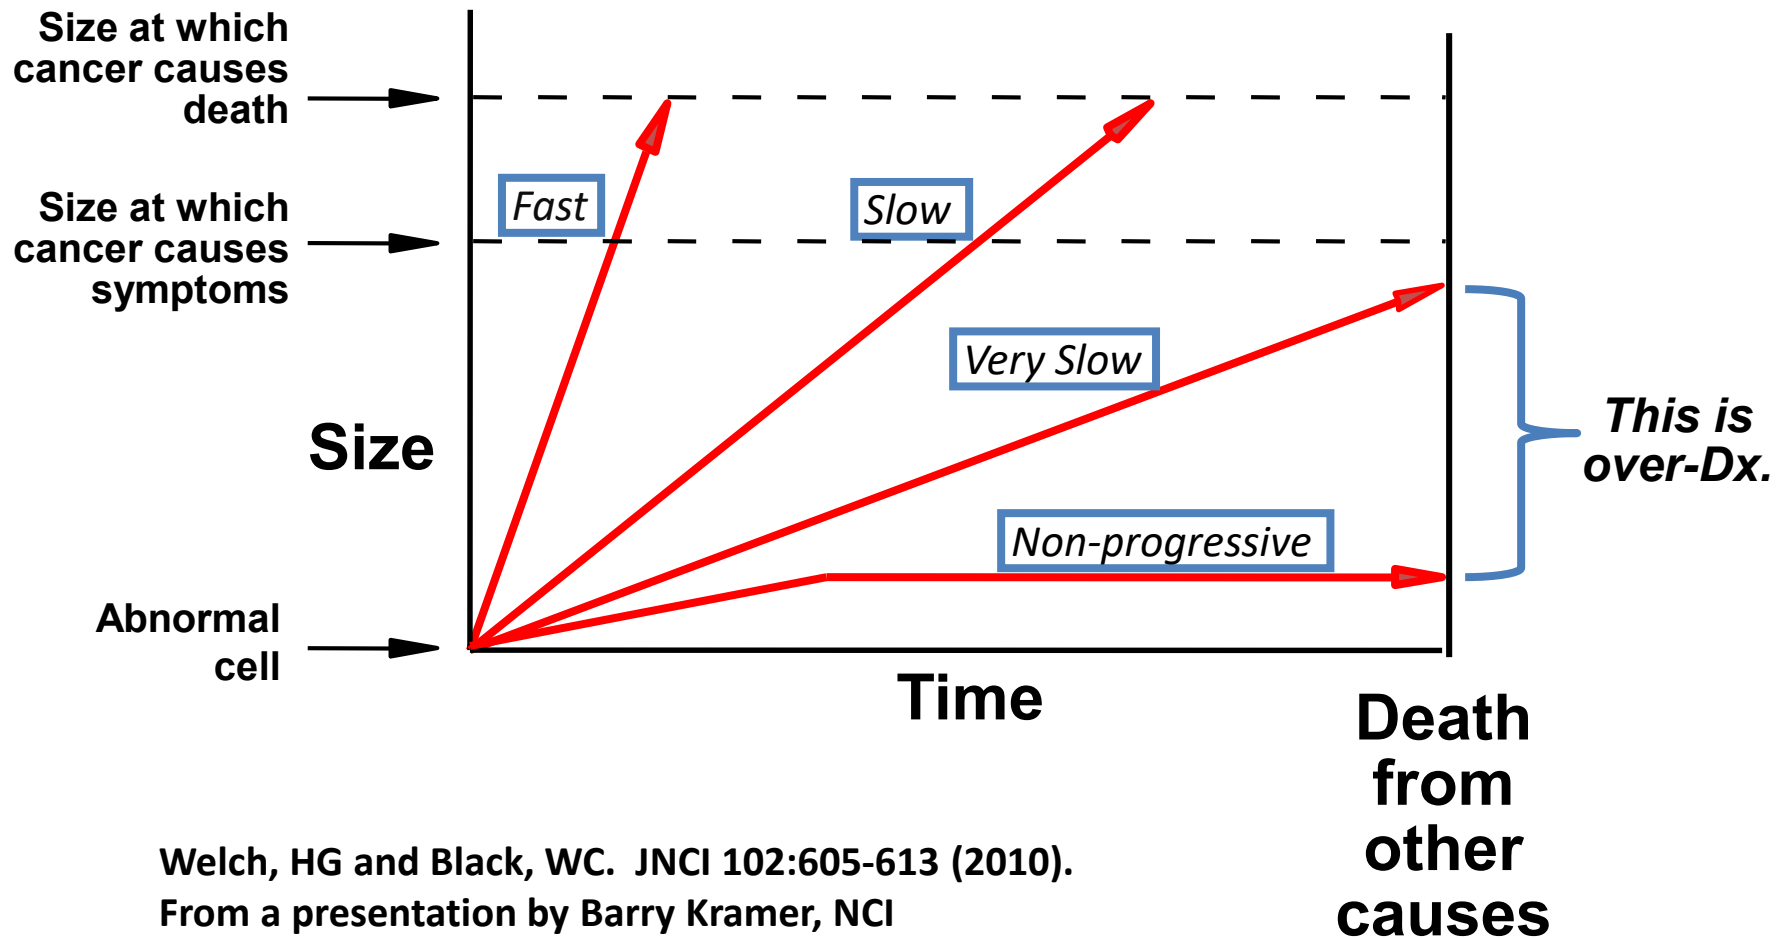 Size at which
cancer causes
death
Size at which
cancer causes
symptoms
Fast
Slow
Very Slow
Size
This is
over-Dx.
Non-progressive
Abnormal
cell
Time
Death
from
other
causes
Welch, HG and Black, WC.  JNCI 102:605-613 (2010).
From a presentation by Barry Kramer, NCI